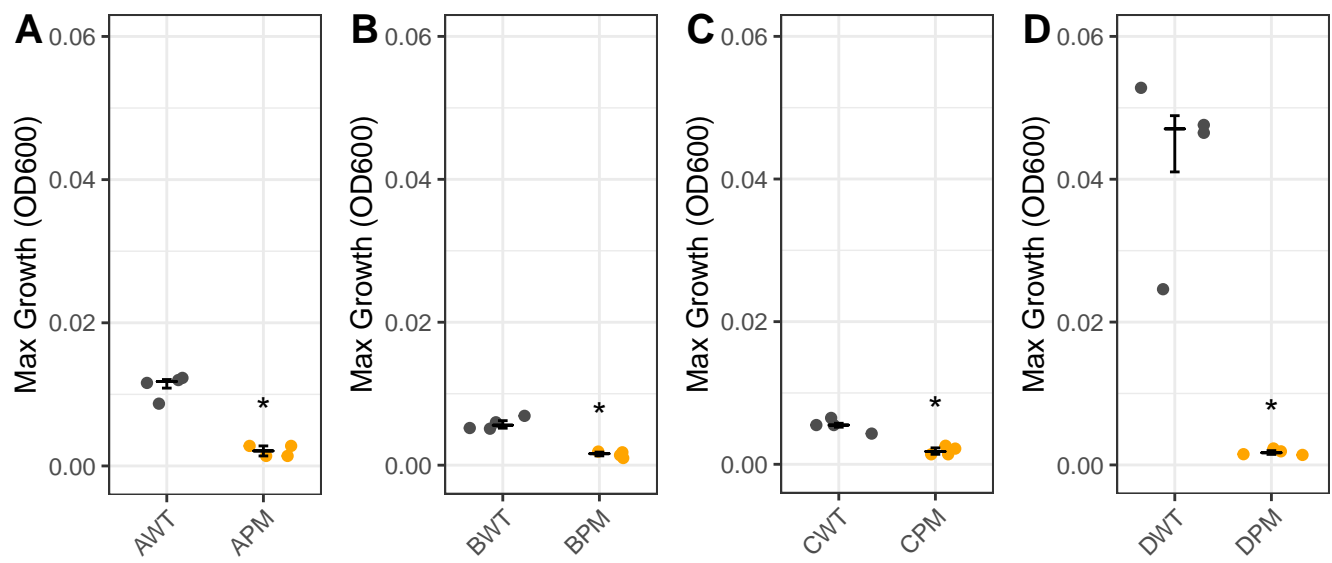 A
Max Growth (OD600)
0.06
0.04
0.02
0.00
*
AWT
APM
B
Max Growth (OD600)
0.06
0.04
0.02
0.00
*
BWT
BPM
C
Max Growth (OD600)
0.06
0.04
0.02
0.00
*
CWT
CPM
D
Max Growth (OD600)
0.06
0.04
0.02
0.00
*
DWT
DPM